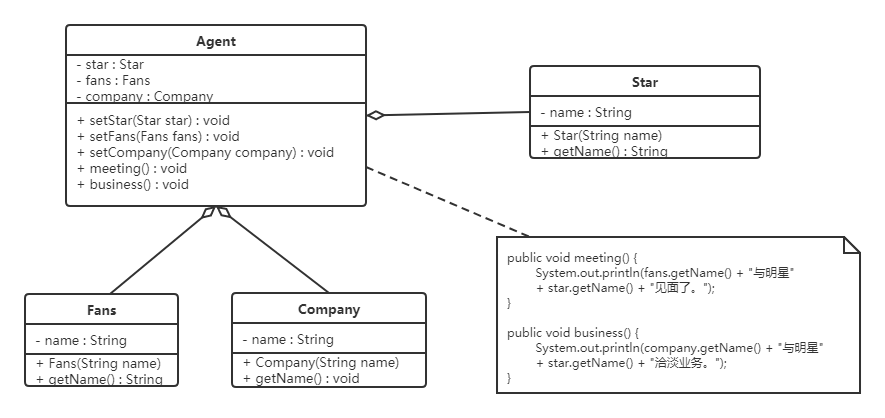 Agent
- star : Star
- fans : Fans
- company : Company
+ setStar(Star star) : void
+ setFans(Fans fans) : void
+ setCompany(Company company) : void
+ meeting() : void
+ business() : void
Star
- name : String
+ Star(String name)
+ getName() : String
Fans
- name : String
+ Fans(String name)
+ getName() : String
Company
- name : String
+ Company(String name)
+ getName() : void
public void meeting() {
System.out.println(fans.getName() + "与明星"
+ star.getName() + "见面了。");
}
public void business() {
System.out.println(company.getName() + "与明星"
+ star.getName() + "洽淡业务。");
}